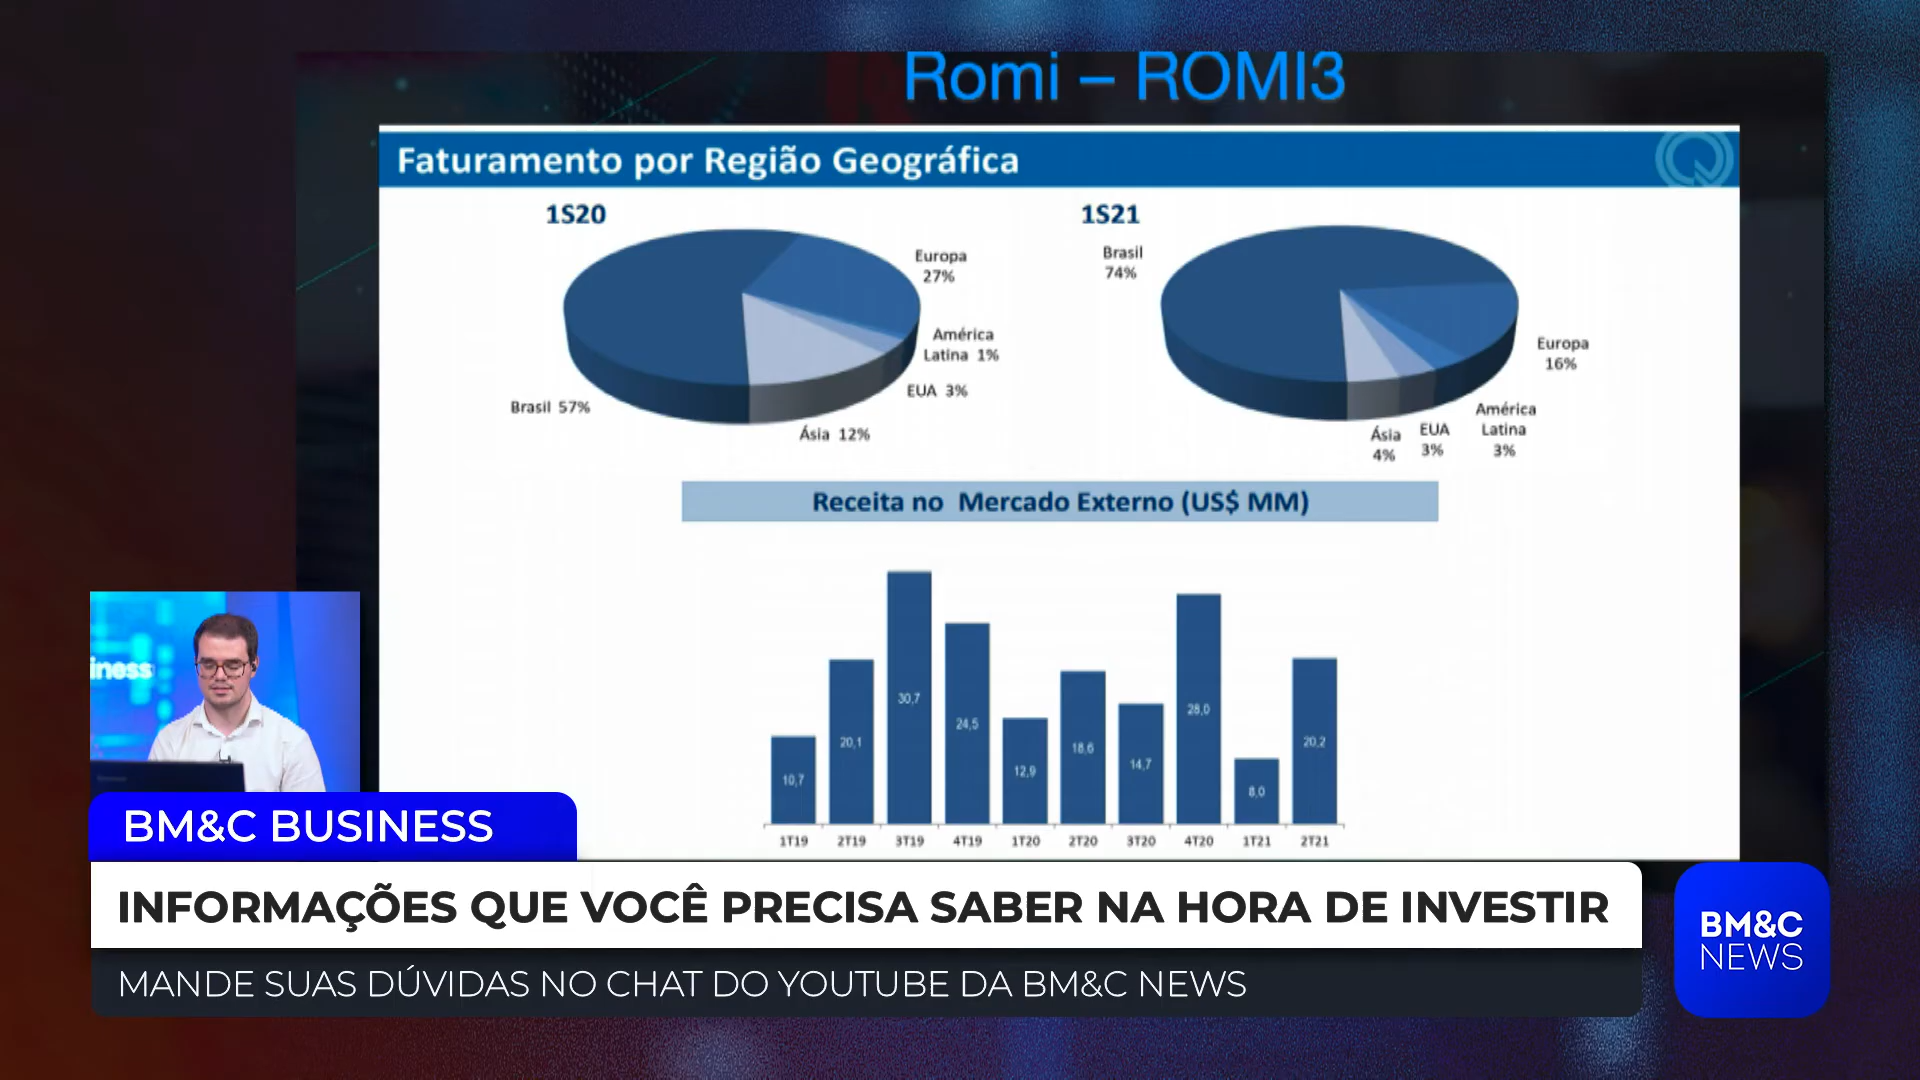 Romi – ROMI3
Faturamento por Região Geográfica
1S20
Europa
27%
América
Latina 1%
EUA 3%
Ásia 12%
Brasil 57%
1S21
Brasil
74%
Europa
16%
América
Latina
3%
EUA
3%
Ásia
4%
Receita no Mercado Externo (US$ MM)
10,7
20,1
30,7
24,5
12,9
18,6
14,7
28,0
8,0
20,2
1T19 2T19 3T19 4T19 1T20 2T20 3T20 4T20 1T21 2T21
iness
BM&C BUSINESS
INFORMAÇÕES QUE VOCÊ PRECISA SABER NA HORA DE INVESTIR
MANDE SUAS DÚVIDAS NO CHAT DO YOUTUBE DA BM&C NEWS
BM&C
NEWS